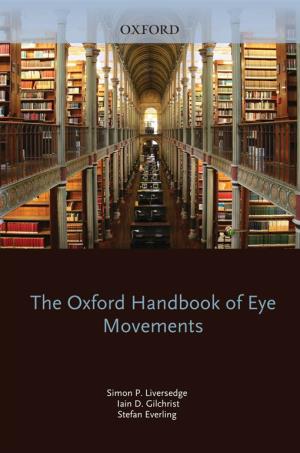 OXFORD
The Oxford Handbook of Eye
Movements
Simon P. Liversedge
Iain D. Gilchrist
Stefan Everling